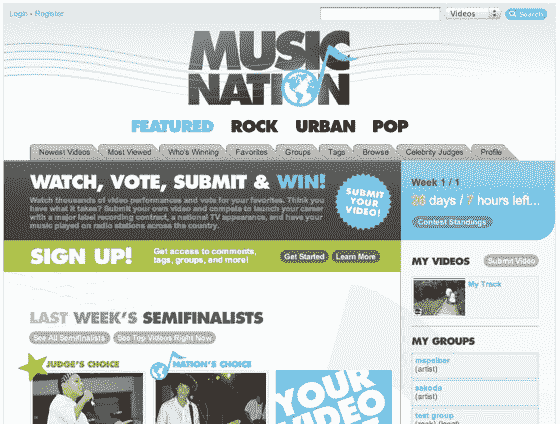 Login • Register
Videos
Search
MUSIC
NATION
FEATURED ROCK URBAN POP
Newest Videos Most Viewed Who's Winning Favorites Groups Tags Browse Celebrity Judges Profile
WATCH, VOTE, SUBMIT & WIN!
Watch thousands of video performances and vote for your favorites. Think you
have what it takes? Submit your own video and compete to launch your career
with a major label recording contract, a national TV appearance, and have your
music played on radio stations across the country.
SUBMIT
YOUR
VIDEO!
Week 1 / 1
26 days / 7 hours left...
Contest Standings
SIGN UP!
Get access to comments,
tags, groups, and more!
Get Started Learn More
MY VIDEOS Submit Video
My Track
LAST WEEK'S SEMIFINALISTS
See All Semifinalists See Top Videos Right Now
JUDGE'S CHOICE
NATION'S CHOICE
YOUR
VIDEO
MY GROUPS
mspeiser
(artist)
sakoda
(artist)
test group